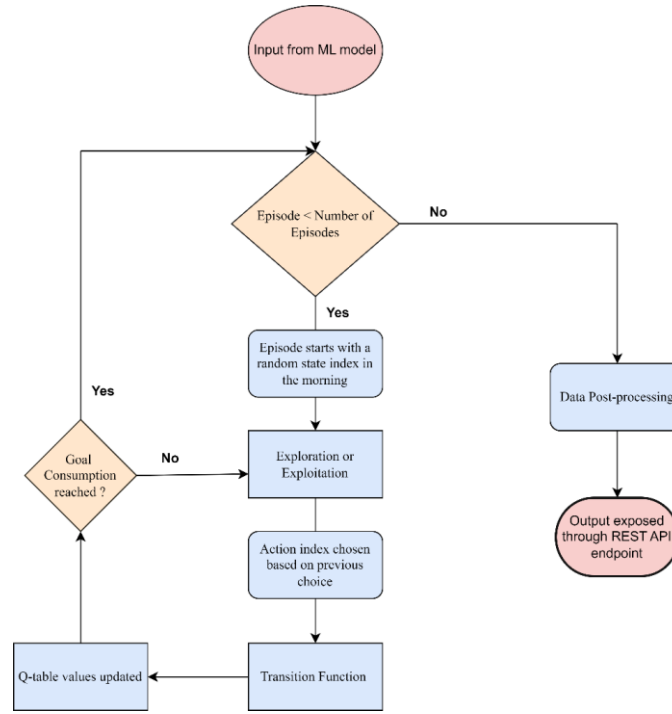 Input from ML model
Episode < Number of
Episodes
No
Yes
Episode starts with a
random state index in
the morning
Yes
Data Post-processing
Goal
Consumption
reached ?
No
Exploration or
Exploitation
Output exposed
through REST API
endpoint
Action index chosen
based on previous
choice
Q-table values updated
Transition Function